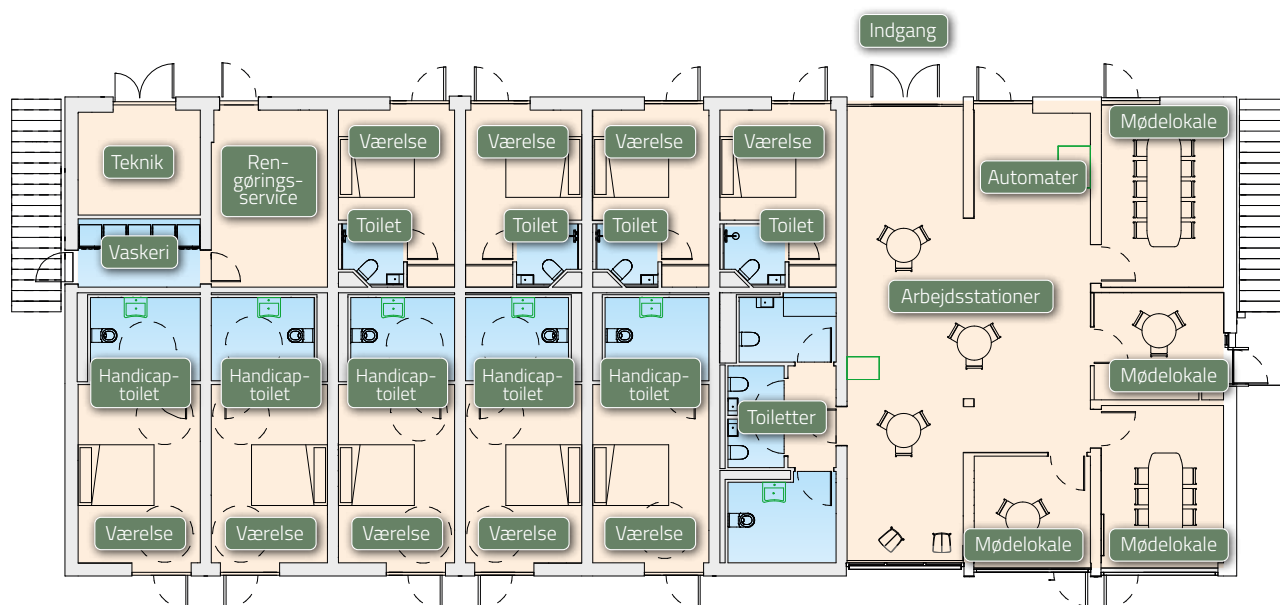 Indgang
Teknik
Ren-
gørings-
service
Værelse
Værelse
Værelse
Værelse
Automater
Mødelokale
Vaskeri
Toilet
Toilet
Toilet
Toilet
Arbejdsstationer
Handicap-
toilet
Handicap-
toilet
Handicap-
toilet
Handicap-
toilet
Handicap-
toilet
Toiletter
Mødelokale
Værelse
Værelse
Værelse
Værelse
Værelse
Mødelokale
Mødelokale